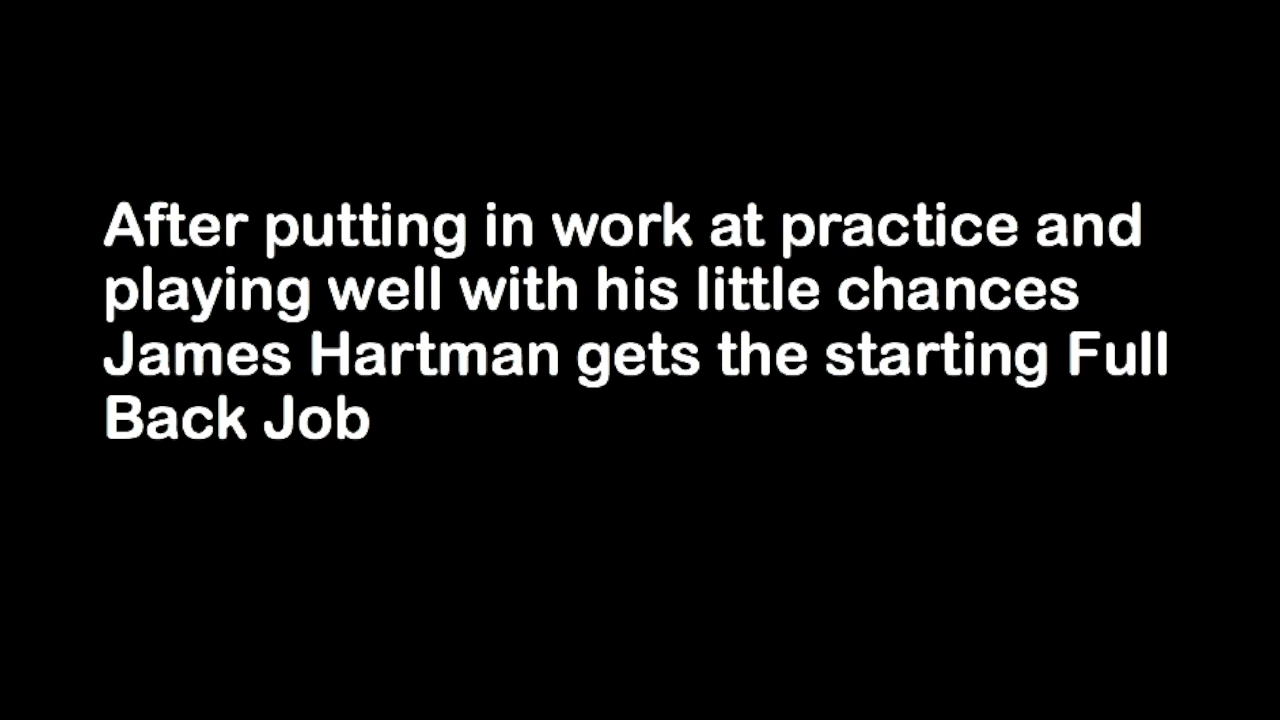 After putting in work at practice and
playing well with his little chances
James Hartman gets the starting Full
Back Job